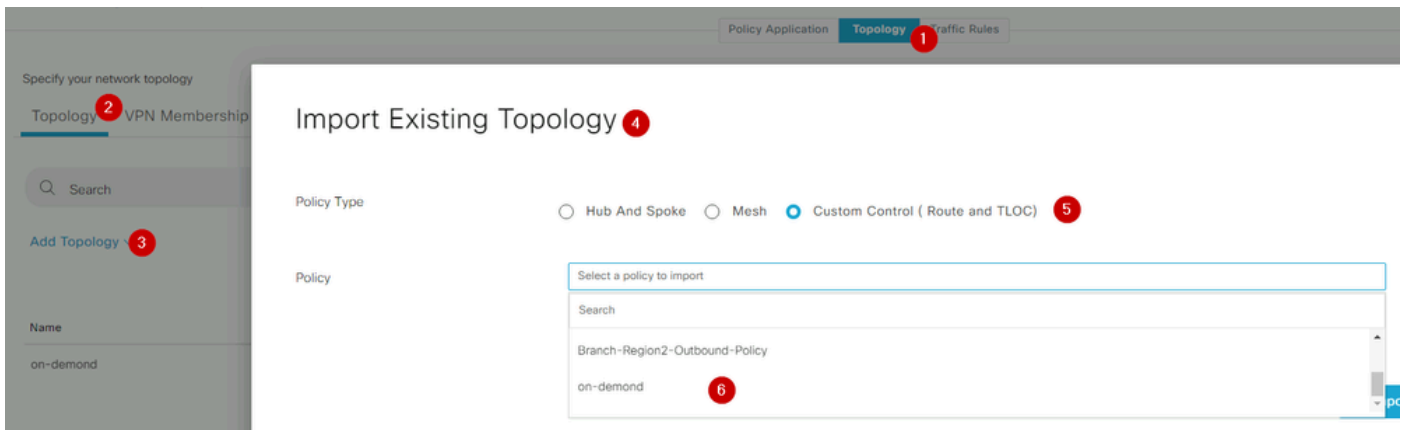 Policy Application Topology 1 Traffic Rules
Specify your network topology
Topology 2 VPN Membership
Import Existing Topology 4
Search
Policy Type
Hub And Spoke Mesh Custom Control ( Route and TLOC) 5
Add Topology 3
Policy
Select a policy to import
Search
Name
Branch-Region2-Outbound-Policy
on-demond
on-demond 6